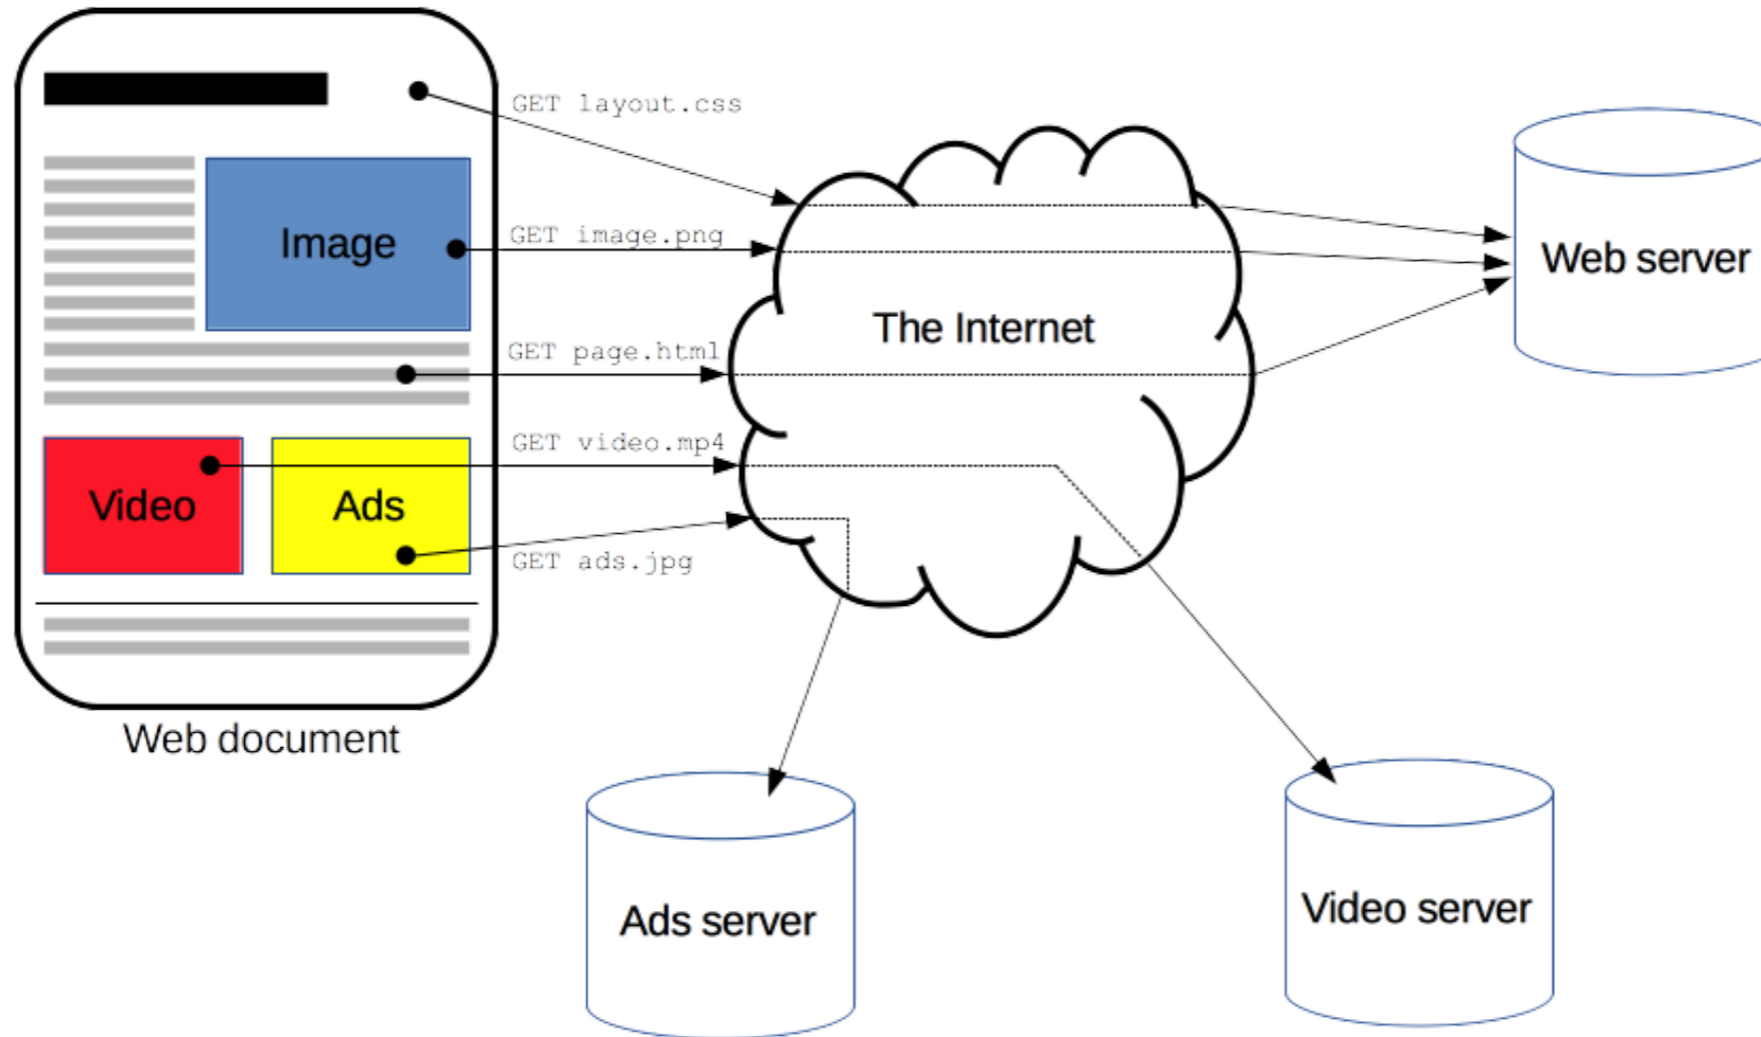 GET layout.css
Image
GET image.png
Web server
The Internet
GET page.html
GET video.mp4
Video
Ads
GET ads.jpg
Web document
Ads server
Video server